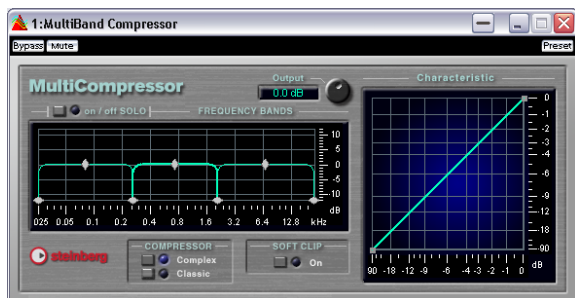 1:MultiBand Compressor
Bypass Mute Preset
MultiCompressor
Output
0.0 dB
on / off SOLO
FREQUENCY BANDS
10
5
0
-5
-10
dB
025 0.05 0.1 0.2 0.4 0.8 1.6 3.2 6.4 12.8 kHz
steinberg
COMPRESSOR
Complex
Classic
SOFT CLIP
On
Characteristic
0
-1
-2
-3
-4
-6
-9
-12
-18
-90
dB
90 -18 -12 -9 -6 -4 -3 -2 -1 0